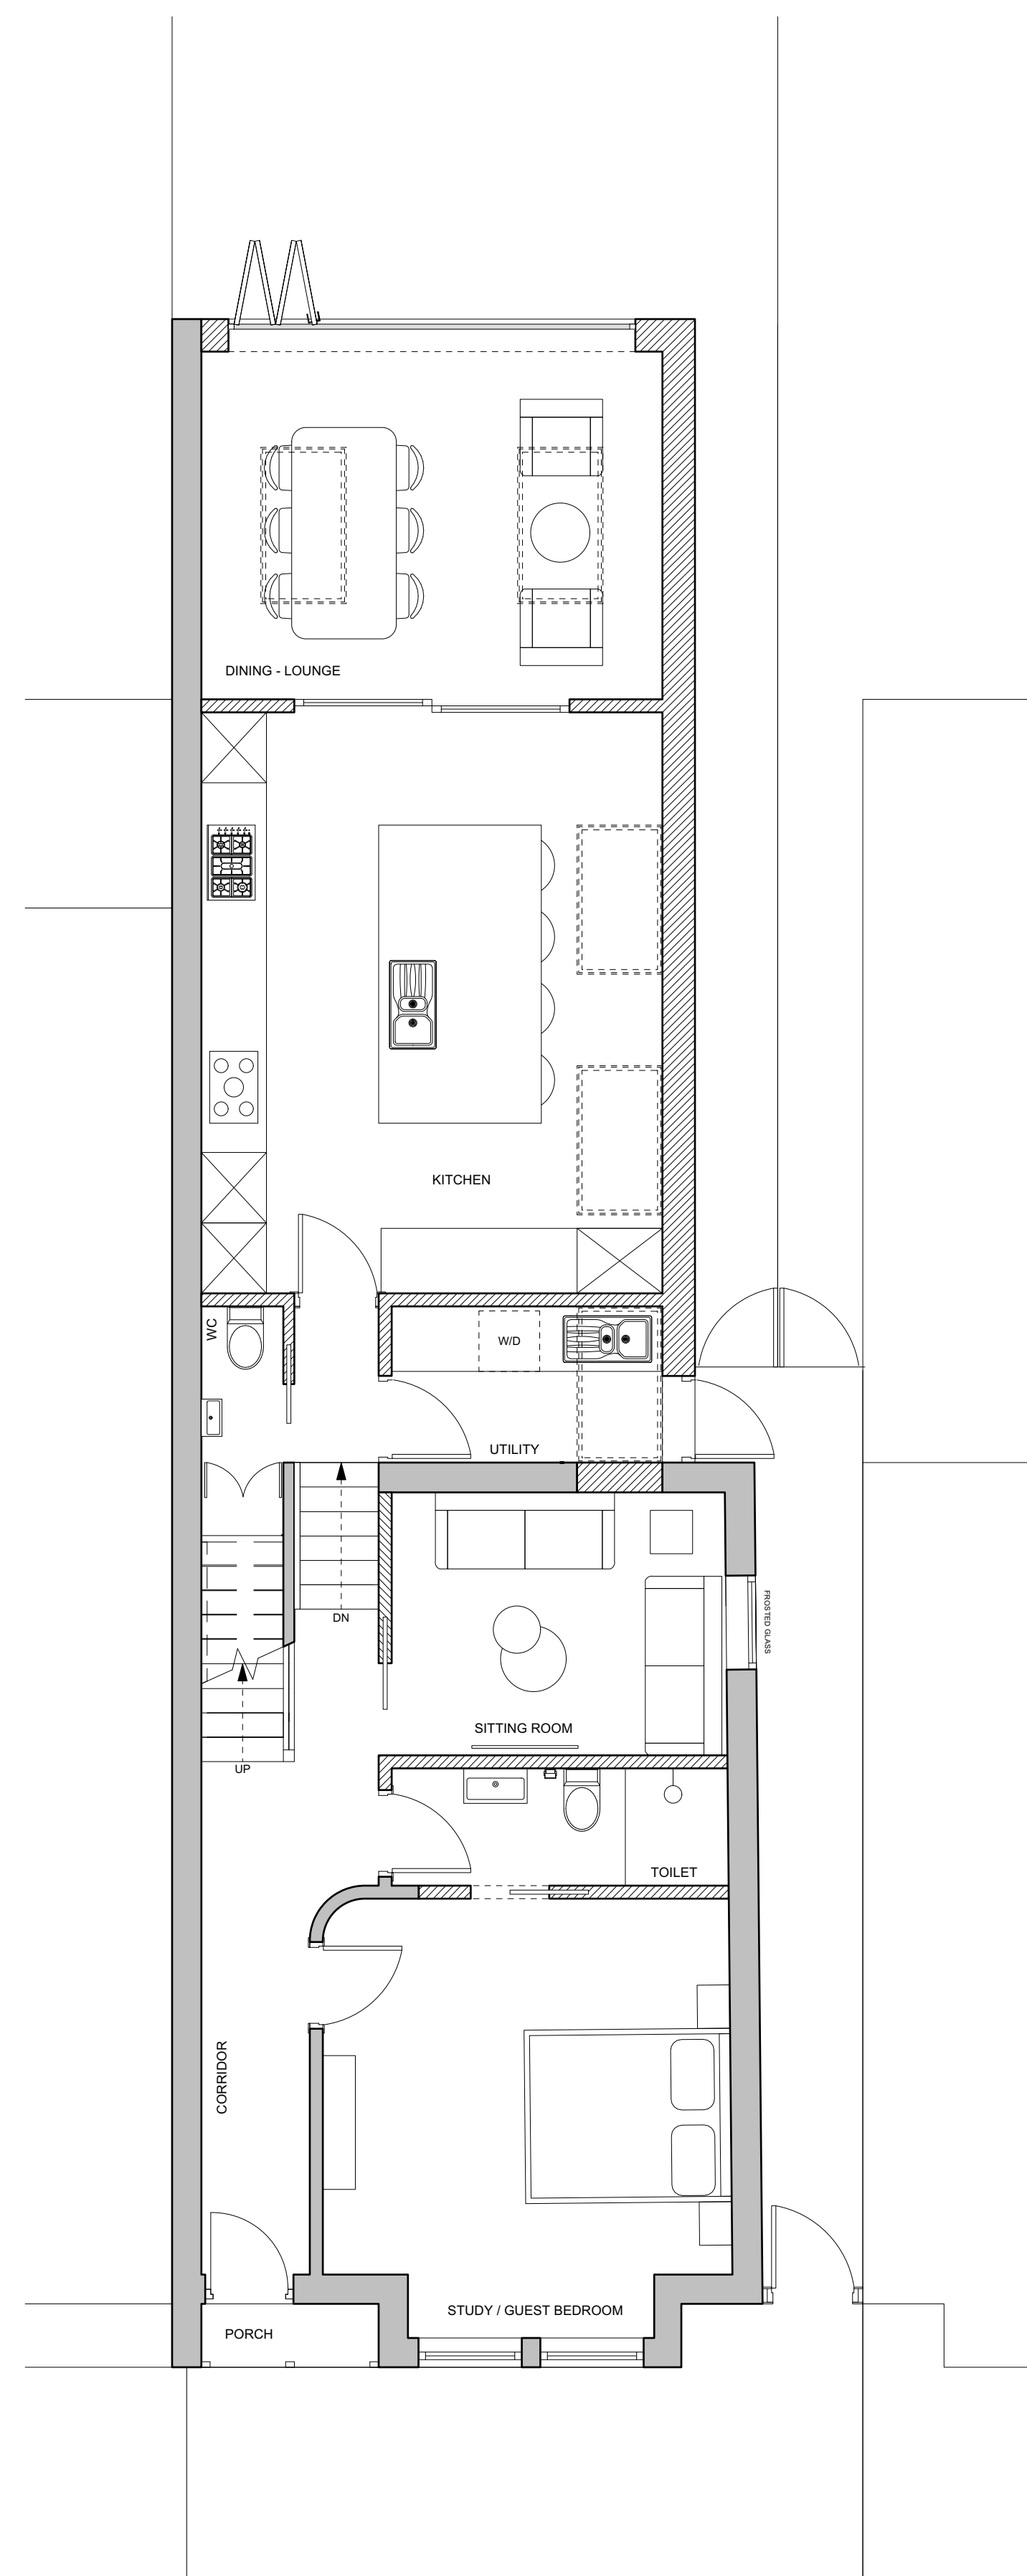 DINING - LOUNGE
KITCHEN
WC
W/D
UTILITY
DN
FROSTED GLASS
SITTING ROOM
UP
TOILET
CORRIDOR
STUDY / GUEST BEDROOM
PORCH